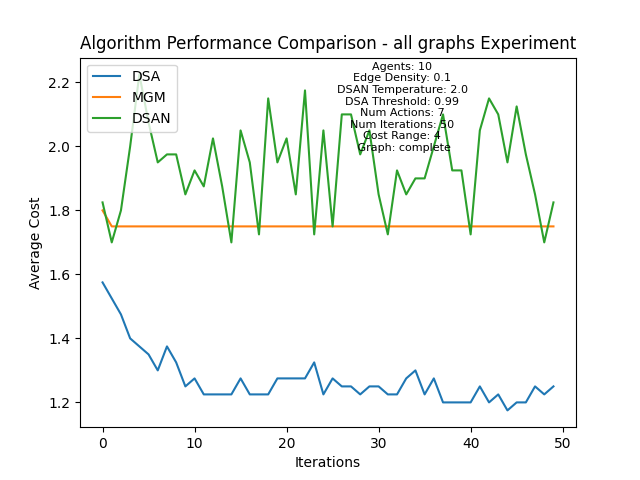 Algorithm Performance Comparison - all graphs Experiment
DSA
MGM
DSAN
Agents: 10
Edge Density: 0.1
DSAN Temperature: 2.0
DSA Threshold: 0.99
Num Actions: 7
Num Iterations: 50
Cost Range: 4
Graph: complete
Average Cost
2.2
2.0
1.8
1.6
1.4
1.2
0 10 20 30 40 50
Iterations